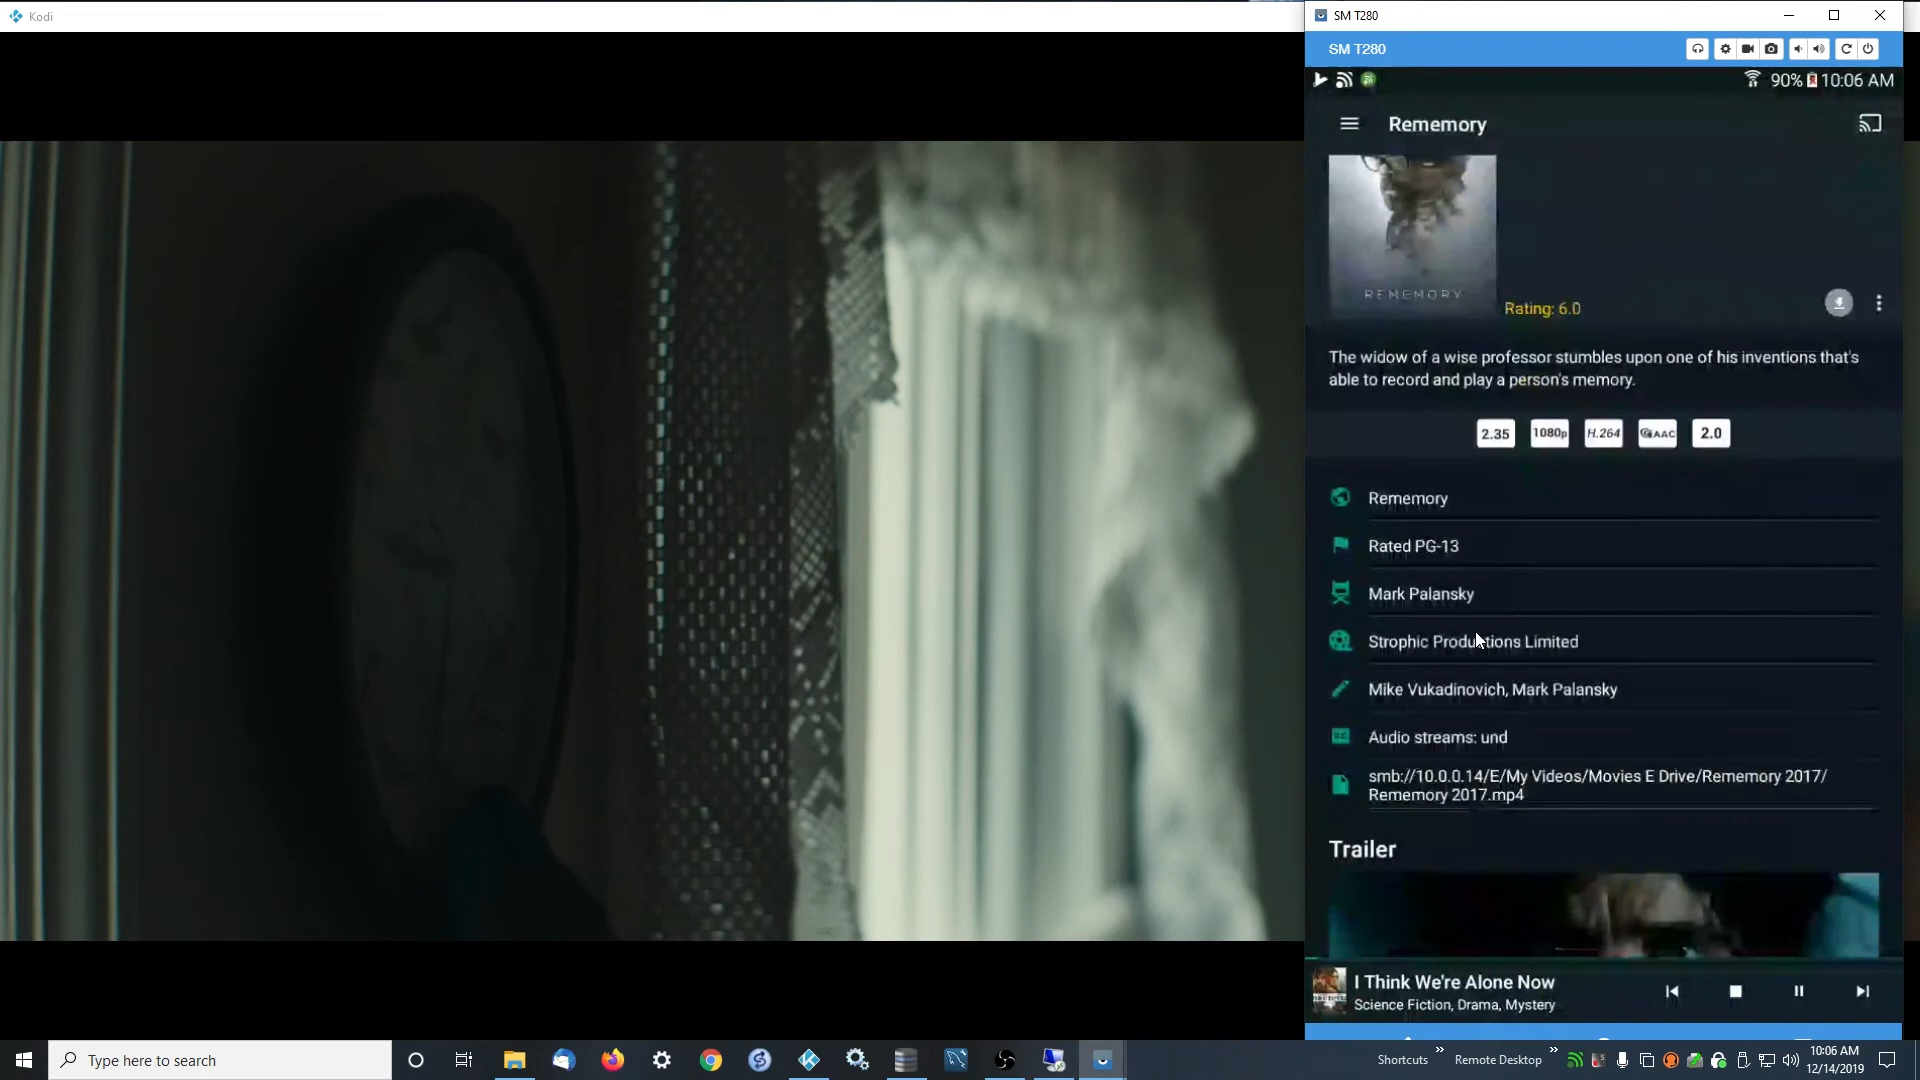 Kodi
SM T280
SM T280
90% 10:06 AM
Rememory
REMEMORY
Rating: 6.0
The widow of a wise professor stumbles upon one of his inventions that's
able to record and play a person's memory.
2.35 1080p H.264 AAC 2.0
Rememory
Rated PG-13
Mark Palansky
Strophic Productions Limited
Mike Vukadinovich, Mark Palansky
Audio streams: und
smb://10.0.0.14/E/My Videos/Movies E Drive/Rememory 2017/
Rememory 2017.mp4
Trailer
I Think We're Alone Now
Science Fiction, Drama, Mystery
Type here to search
Shortcuts » Remote Desktop »
10:06 AM
12/14/2019